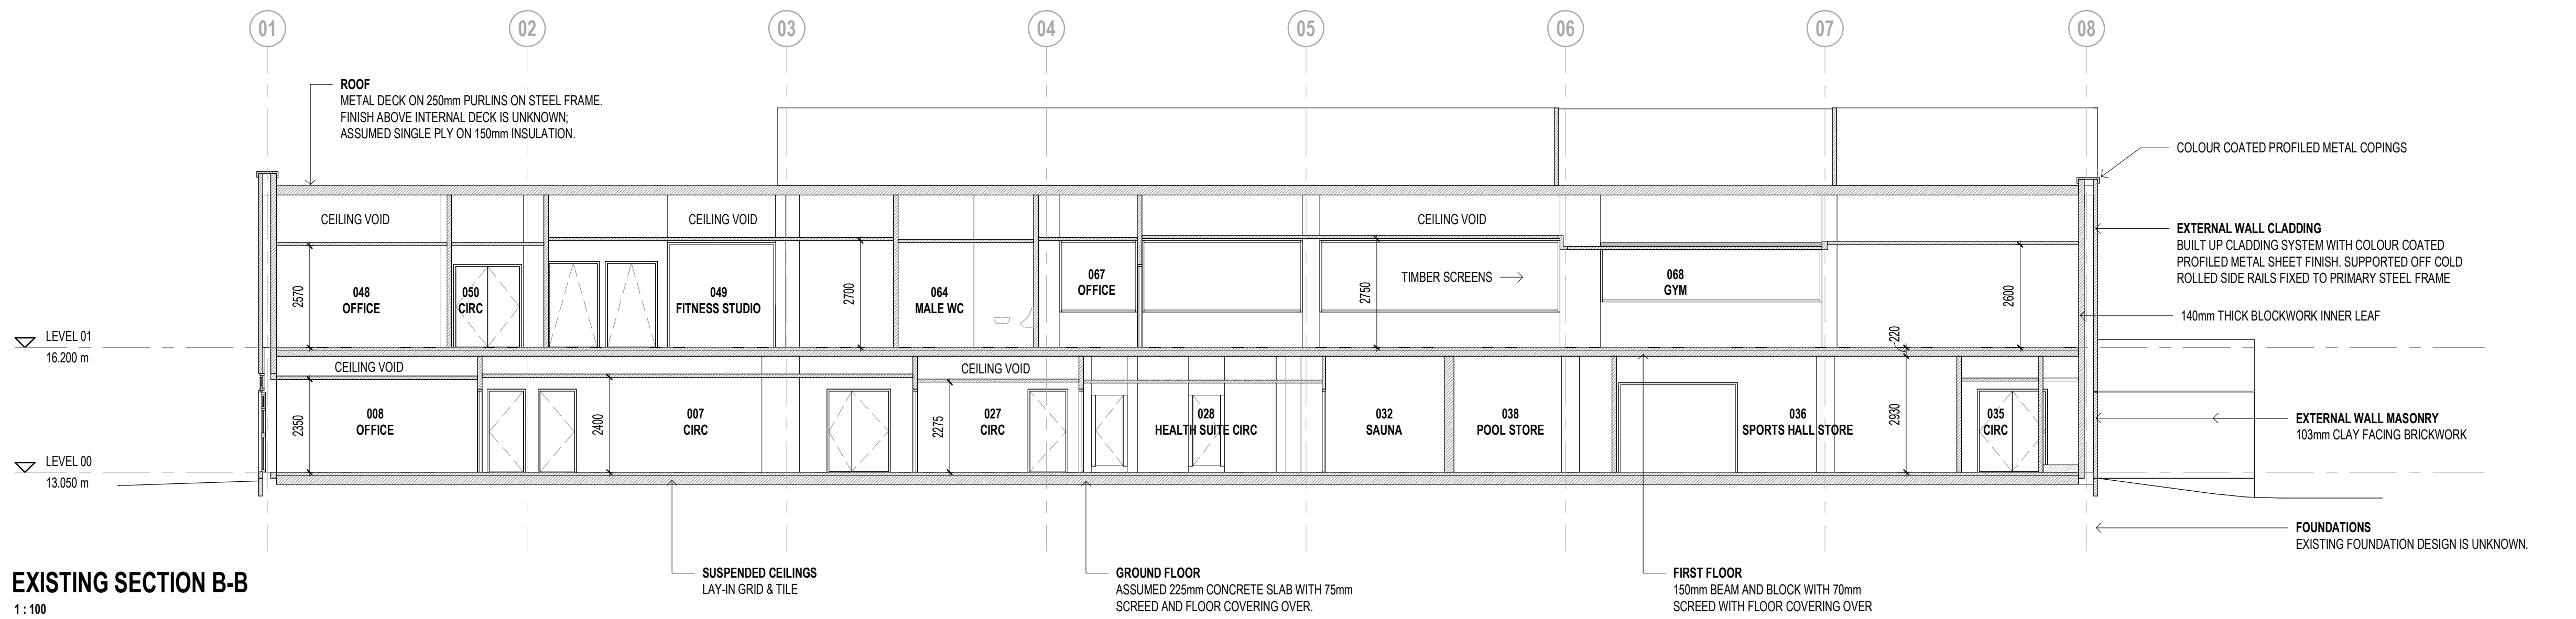 01 02 03 04 05 06 07 08
ROOF
METAL DECK ON 250mm PURLINS ON STEEL FRAME.
FINISH ABOVE INTERNAL DECK IS UNKNOWN;
ASSUMED SINGLE PLY ON 150mm INSULATION.
COLOUR COATED PROFILED METAL COPINGS
CEILING VOID
CEILING VOID
CEILING VOID
EXTERNAL WALL CLADDING
BUILT UP CLADDING SYSTEM WITH COLOUR COATED
PROFILED METAL SHEET FINISH. SUPPORTED OFF COLD
ROLLED SIDE RAILS FIXED TO PRIMARY STEEL FRAME
2570
048
OFFICE
050
CIRC
049
FITNESS STUDIO
2700
064
MALE WC
067
OFFICE
2750
TIMBER SCREENS
068
GYM
2600
140mm THICK BLOCKWORK INNER LEAF
LEVEL 01
16.200 m
220
CEILING VOID
CEILING VOID
2350
008
OFFICE
2400
007
CIRC
2275
027
CIRC
028
HEALTH SUITE CIRC
032
SAUNA
038
POOL STORE
036
SPORTS HALL STORE
2930
035
CIRC
EXTERNAL WALL MASONRY
103mm CLAY FACING BRICKWORK
LEVEL 00
13.050 m
FOUNDATIONS
EXISTING FOUNDATION DESIGN IS UNKNOWN.
SUSPENDED CEILINGS
LAY-IN GRID & TILE
GROUND FLOOR
ASSUMED 225mm CONCRETE SLAB WITH 75mm
SCREED AND FLOOR COVERING OVER.
FIRST FLOOR
150mm BEAM AND BLOCK WITH 70mm
SCREED WITH FLOOR COVERING OVER
EXISTING SECTION B-B
1 : 100